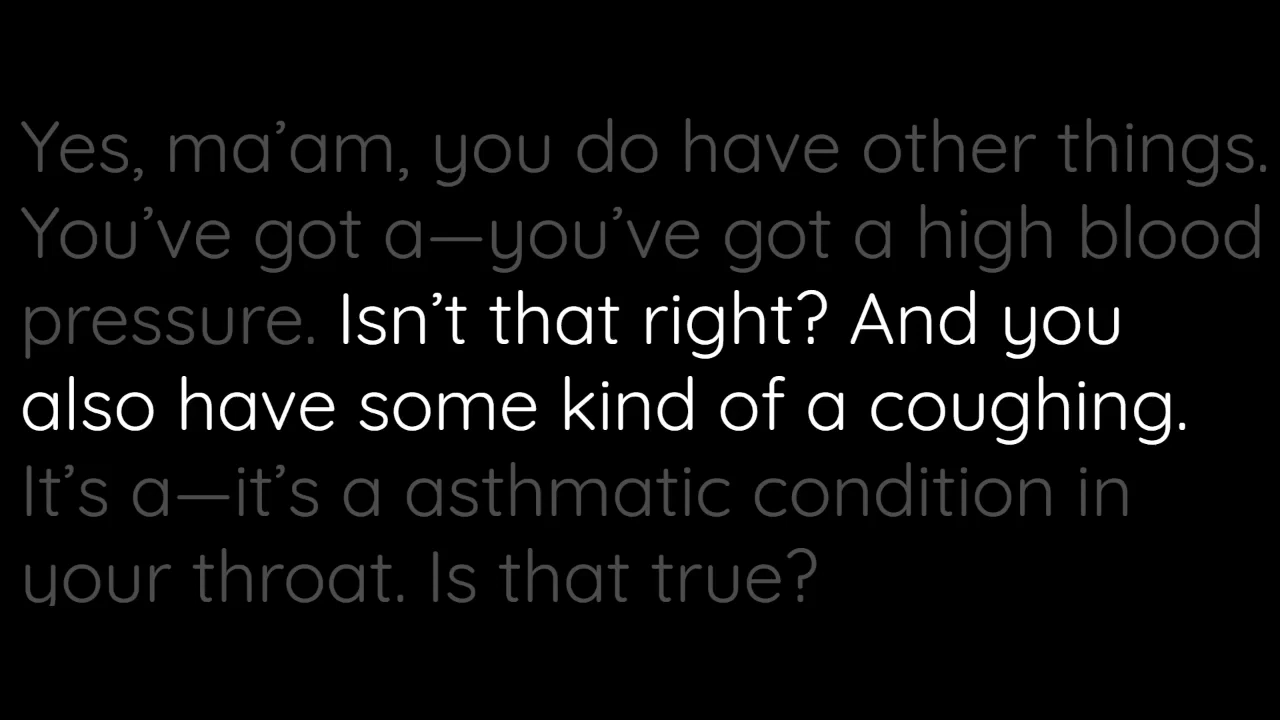 Yes, ma’am, you do have other things.
You’ve got a—you’ve got a high blood
pressure. Isn’t that right? And you
also have some kind of a coughing.
It’s a—it’s a asthmatic condition in
your throat. Is that true?